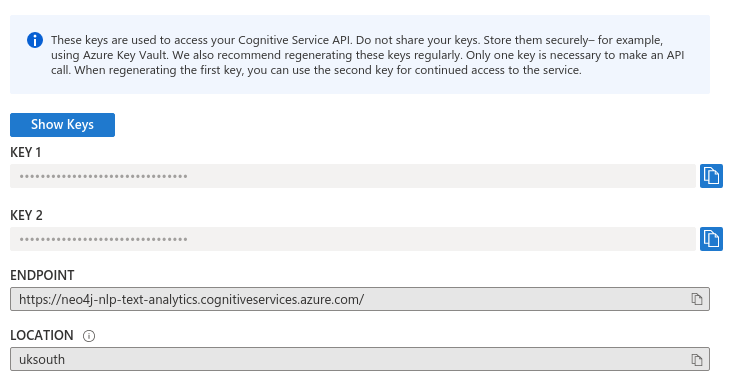 These keys are used to access your Cognitive Service API. Do not share your keys. Store them securely– for example,
using Azure Key Vault. We also recommend regenerating these keys regularly. Only one key is necessary to make an API
call. When regenerating the first key, you can use the second key for continued access to the service.
Show Keys
KEY 1
••••••••••••••••••••••••••••••••
KEY 2
••••••••••••••••••••••••••••••••
ENDPOINT
https://neo4j-nlp-text-analytics.cognitiveservices.azure.com/
LOCATION
uksouth